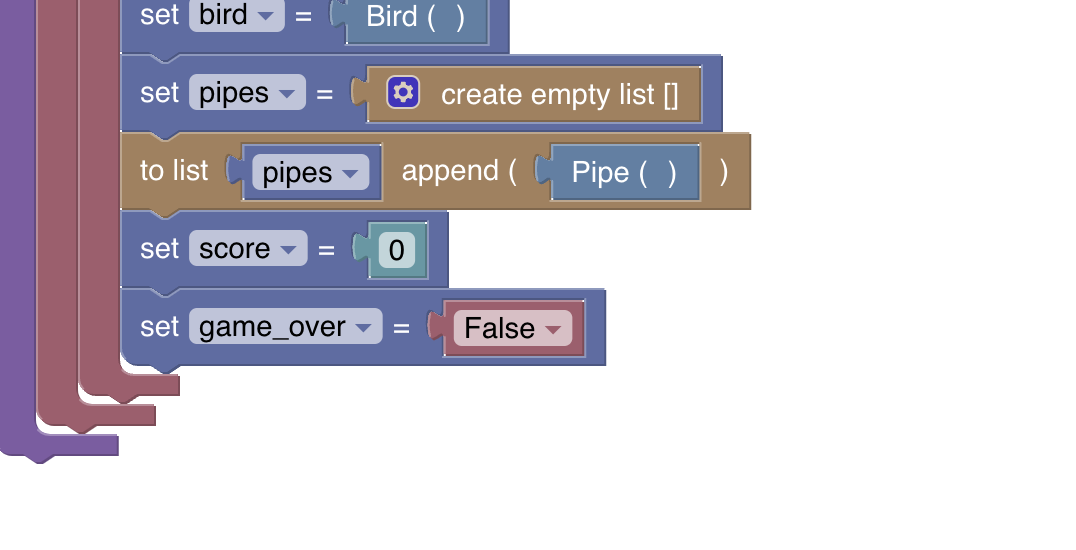 set bird = Bird ( )
set pipes = create empty list []
to list pipes append ( Pipe ( ) )
set score = 0
set game_over = False